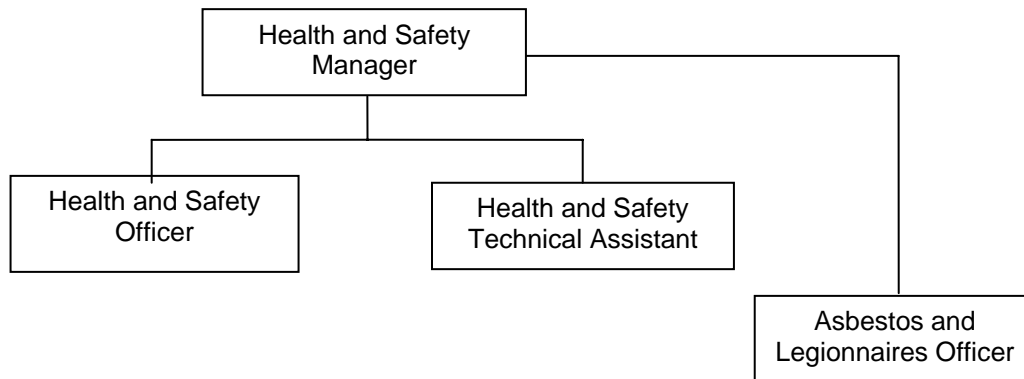 Health and Safety
Manager
Health and Safety
Officer
Health and Safety
Technical Assistant
Asbestos and
Legionnaires Officer